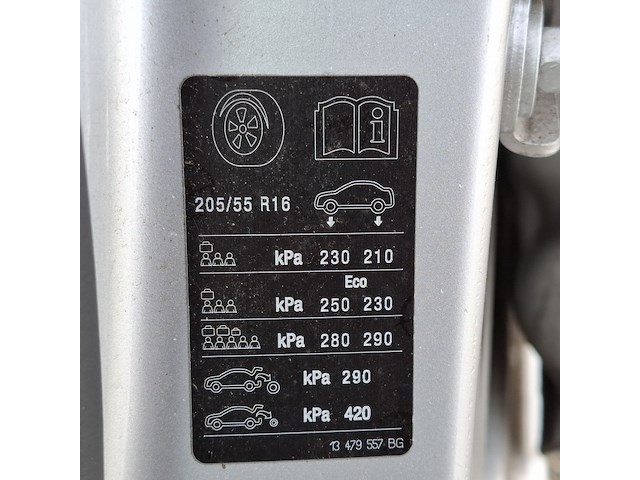 205/55 R16
kPa 230 210
Eco
kPa 250 230
kPa 280 290
kPa 290
kPa 420
13 479 557 BG